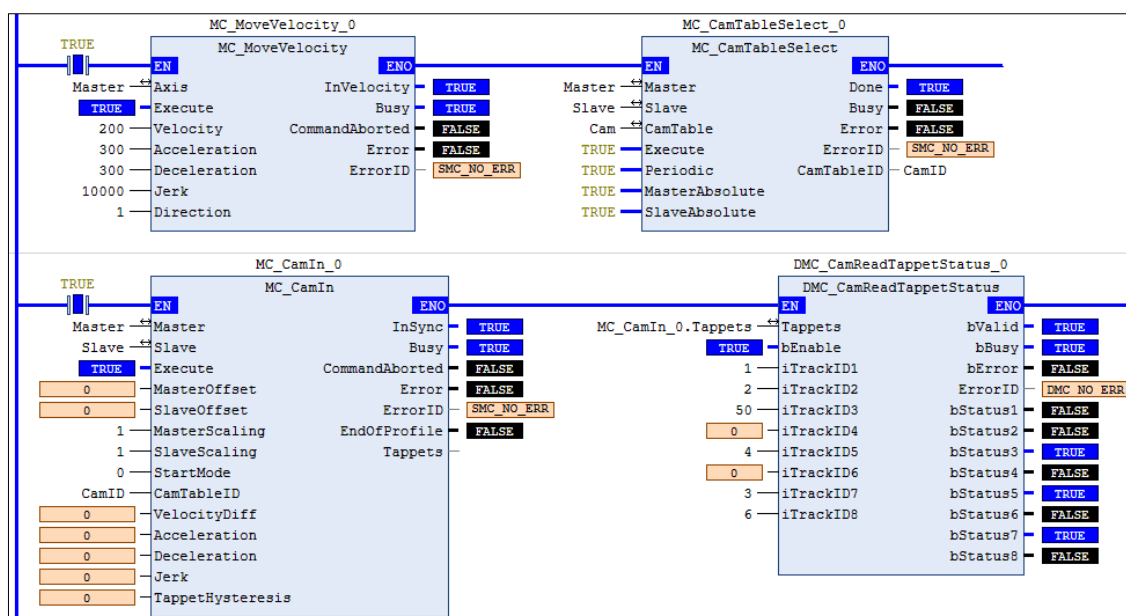 MC_MoveVelocity_0 MC_CamTableSelect_0
TRUE MC_MoveVelocity MC_CamTableSelect
EN ENO EN ENO
Master Axis InVelocity TRUE Master Master Done TRUE
TRUE Execute Busy TRUE Slave Slave Busy FALSE
200 Velocity CommandAborted FALSE Cam CamTable Error FALSE
300 Acceleration Error FALSE TRUE Execute ErrorID SMC_NO_ERR
300 Deceleration ErrorID SMC_NO_ERR TRUE Periodic CamTableID CamID
10000 Jerk TRUE MasterAbsolute
1 Direction TRUE SlaveAbsolute
MC_CamIn_0 DMC_CamReadTappetStatus_0
TRUE MC_CamIn DMC_CamReadTappetStatus
EN ENO EN ENO
Master Master InSync TRUE MC_CamIn_0.Tappets Tappets bValid TRUE
Slave Slave Busy TRUE TRUE bEnable bBusy TRUE
TRUE Execute CommandAborted FALSE 1 iTrackID1 bError FALSE
0 MasterOffset Error FALSE 2 iTrackID2 ErrorID DMC_NO_ERR
0 SlaveOffset ErrorID SMC_NO_ERR 50 iTrackID3 bStatus1 FALSE
1 MasterScaling EndOfProfile FALSE 0 iTrackID4 bStatus2 FALSE
1 SlaveScaling Tappets 4 iTrackID5 bStatus3 TRUE
0 StartMode 0 iTrackID6 bStatus4 FALSE
CamID CamTableID 3 iTrackID7 bStatus5 TRUE
0 VelocityDiff 6 iTrackID8 bStatus6 FALSE
0 Acceleration bStatus7 TRUE
0 Deceleration bStatus8 FALSE
0 Jerk
0 TappetHysteresis